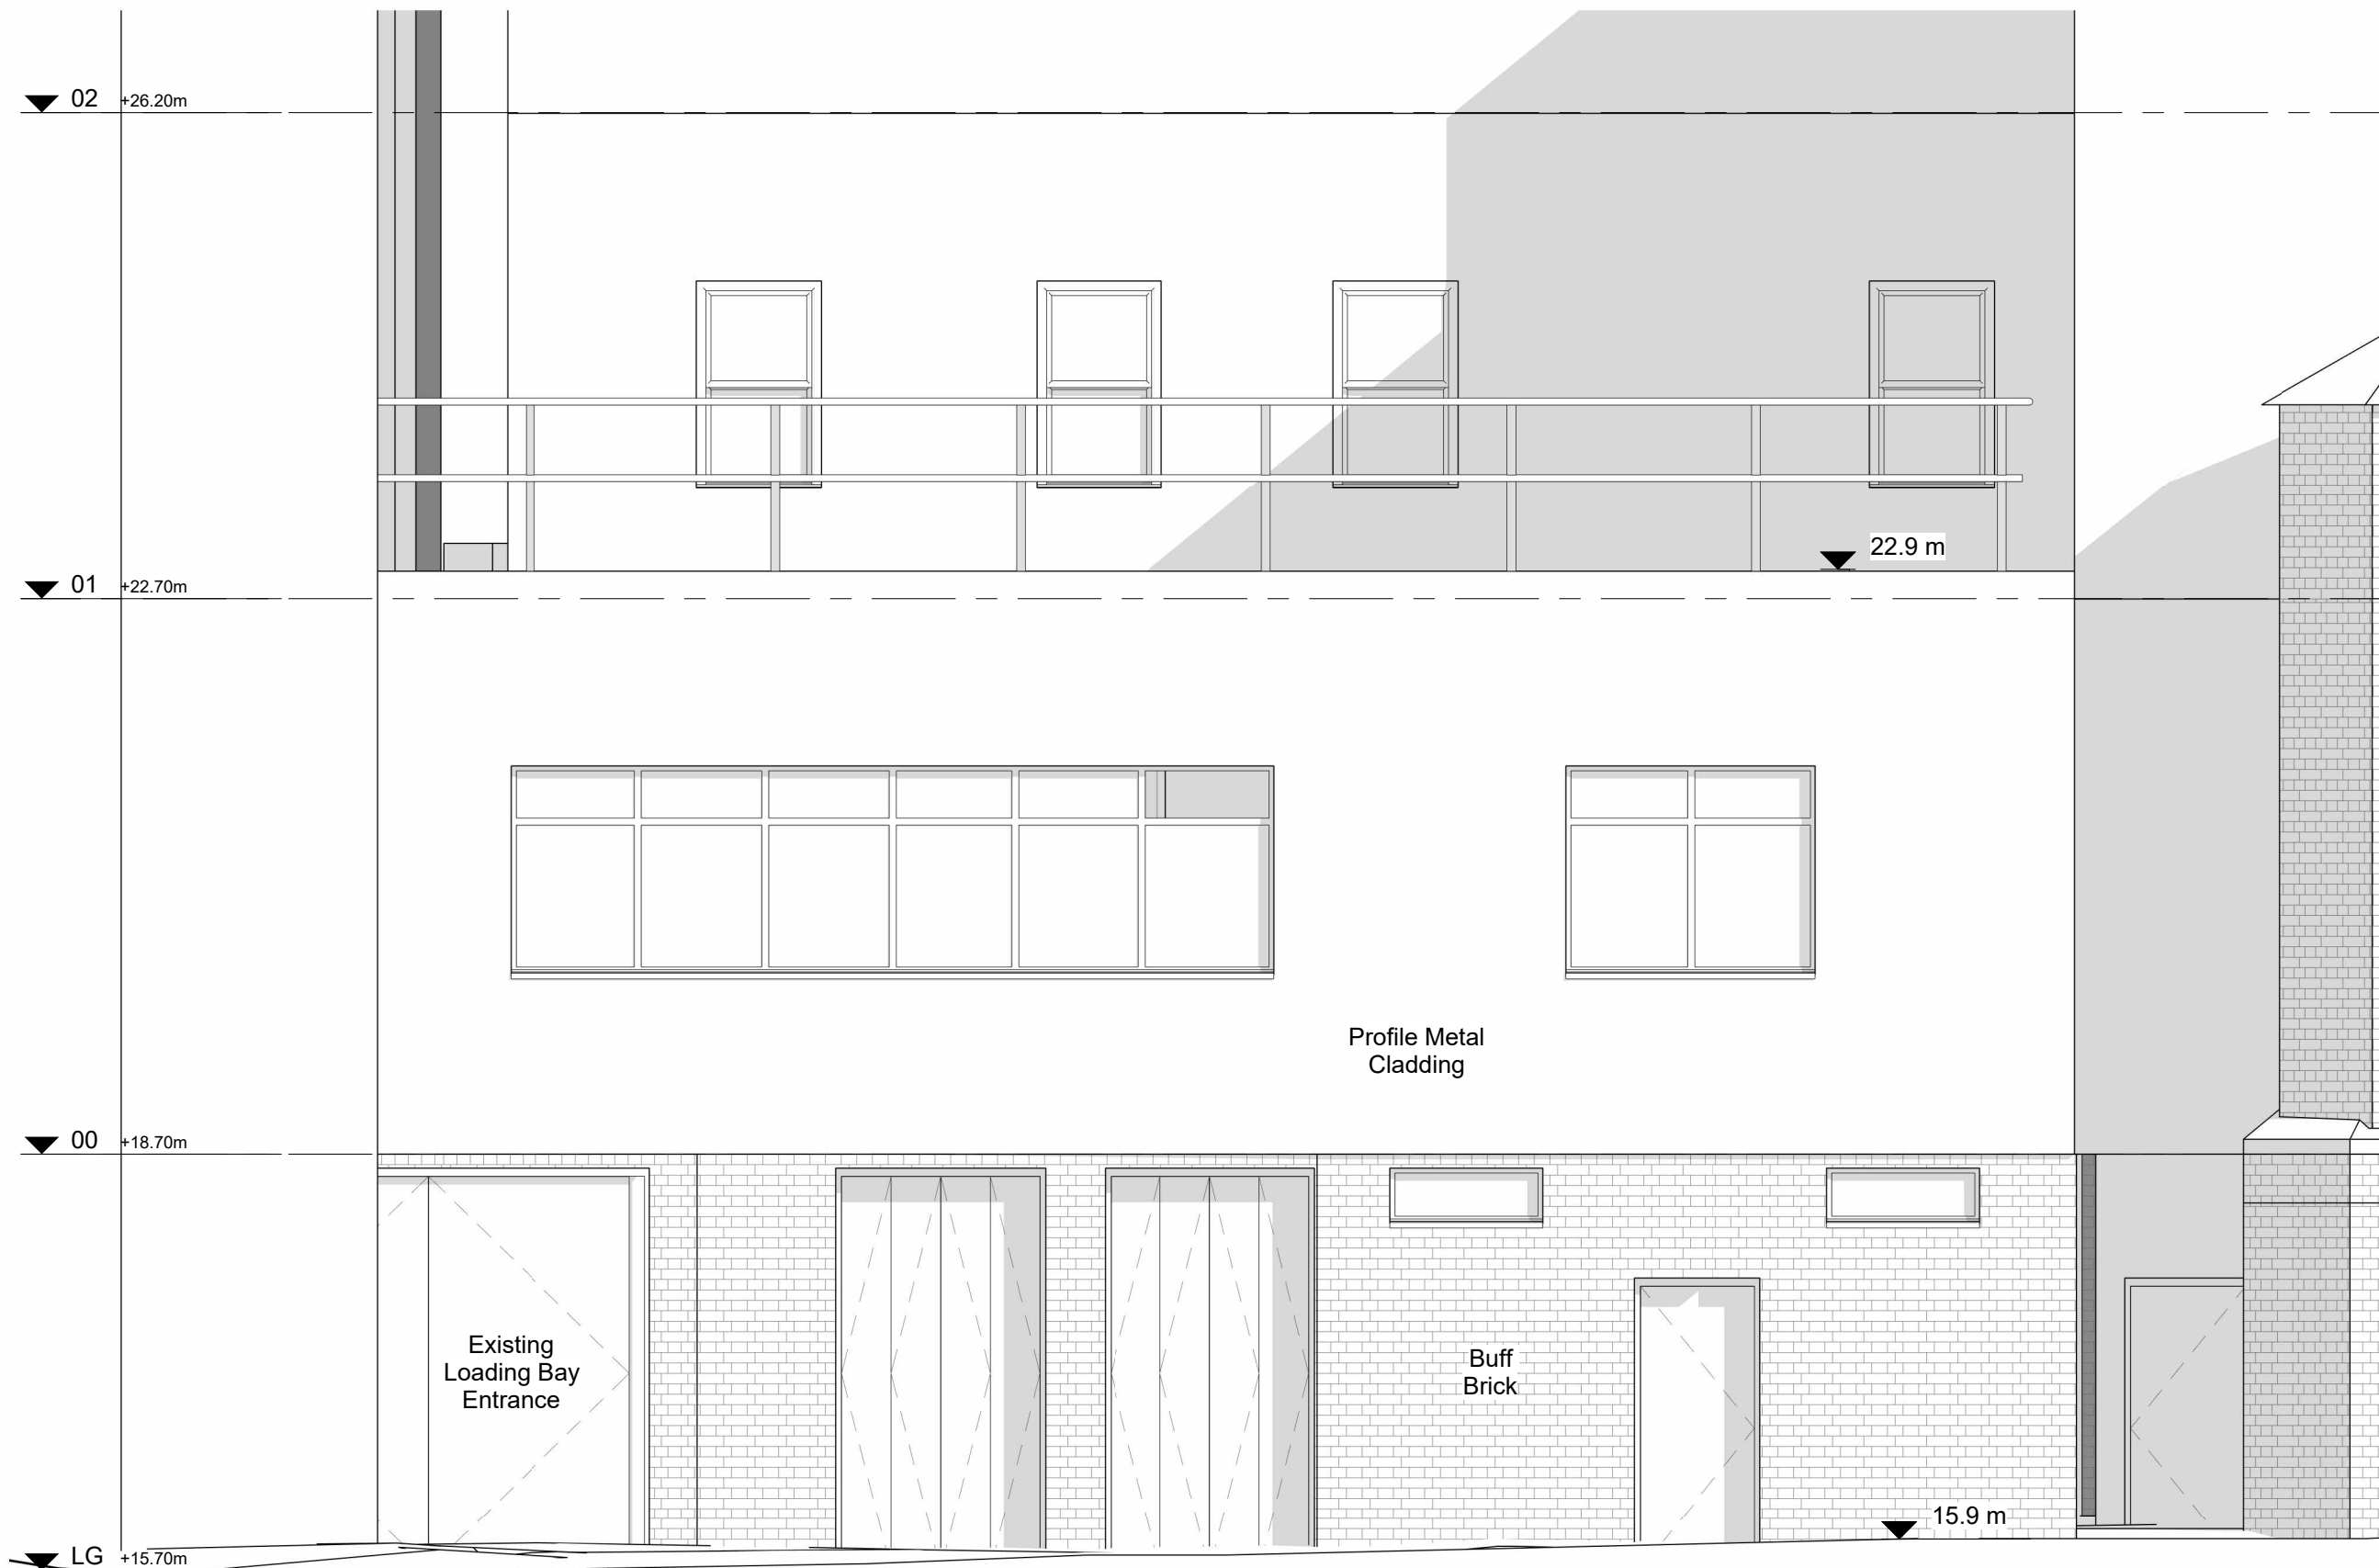 02 +26.20m
22.9 m
01 +22.70m
Profile Metal
Cladding
00 +18.70m
Existing
Loading Bay
Entrance
Buff
Brick
15.9 m
LG +15.70m